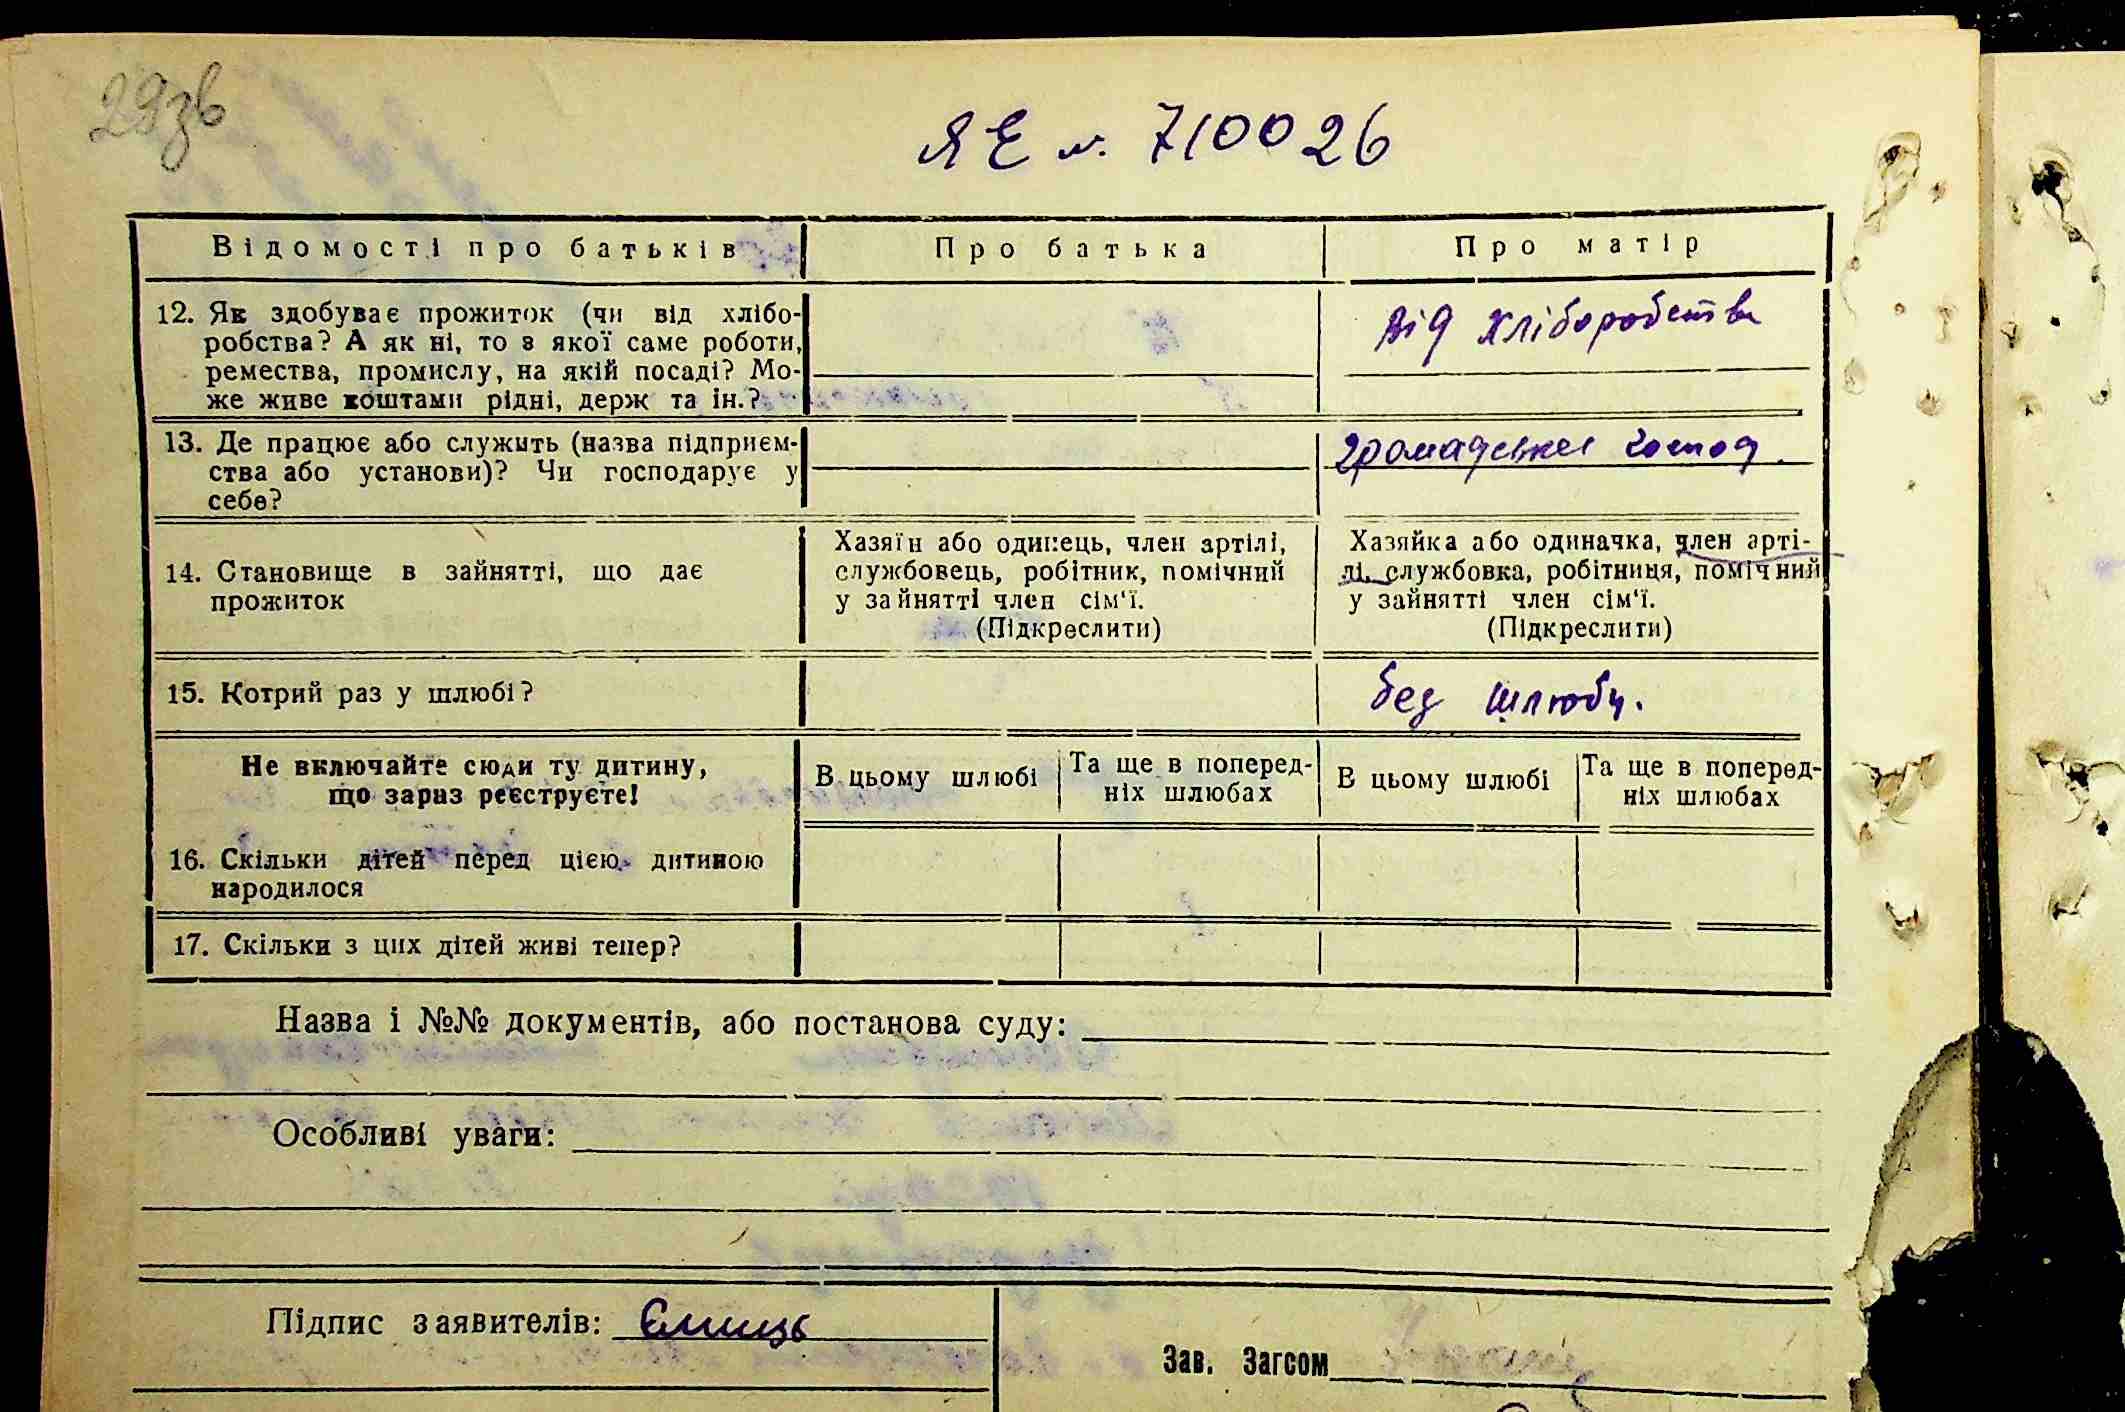 29зв
ЯЕ №. 710026
Відомості про батьків Про батька Про матір
12. Як здобуває прожиток (чи від хлібо-
робства? А як ні, то з якої саме роботи,
ремества, промислу, на якій посаді? Мо-
же живе коштами рідні, держ та ін.?
від хліборобства
13. Де працює або служить (назва підприєм-
ства або установи)? Чи господарує у
себе?
господ.
14. Становище в зайнятті, що дає
прожиток
Хазяїн або одинець, член артілі,
службовець, робітник, помічний
у зайнятті член сім'ї.
(Підкреслити)
Хазяйка або одиначка, член арті-
лі, службовка, робітниця, помічний
у зайнятті член сім'ї.
(Підкреслити)
15. Котрий раз у шлюбі?
без шлюбу.
Не включайте сюди ту дитину,
що зараз реєструєте!
В цьому шлюбі
Та ще в поперед-
ніх шлюбах
В цьому шлюбі
Та ще в поперед-
ніх шлюбах
16. Скільки дітей перед цією дитиною
народилося
17. Скільки з цих дітей живі тепер?
Назва і №№ документів, або постанова суду:
Особливі уваги:
Підпис заявителів:
Зав. Загсом